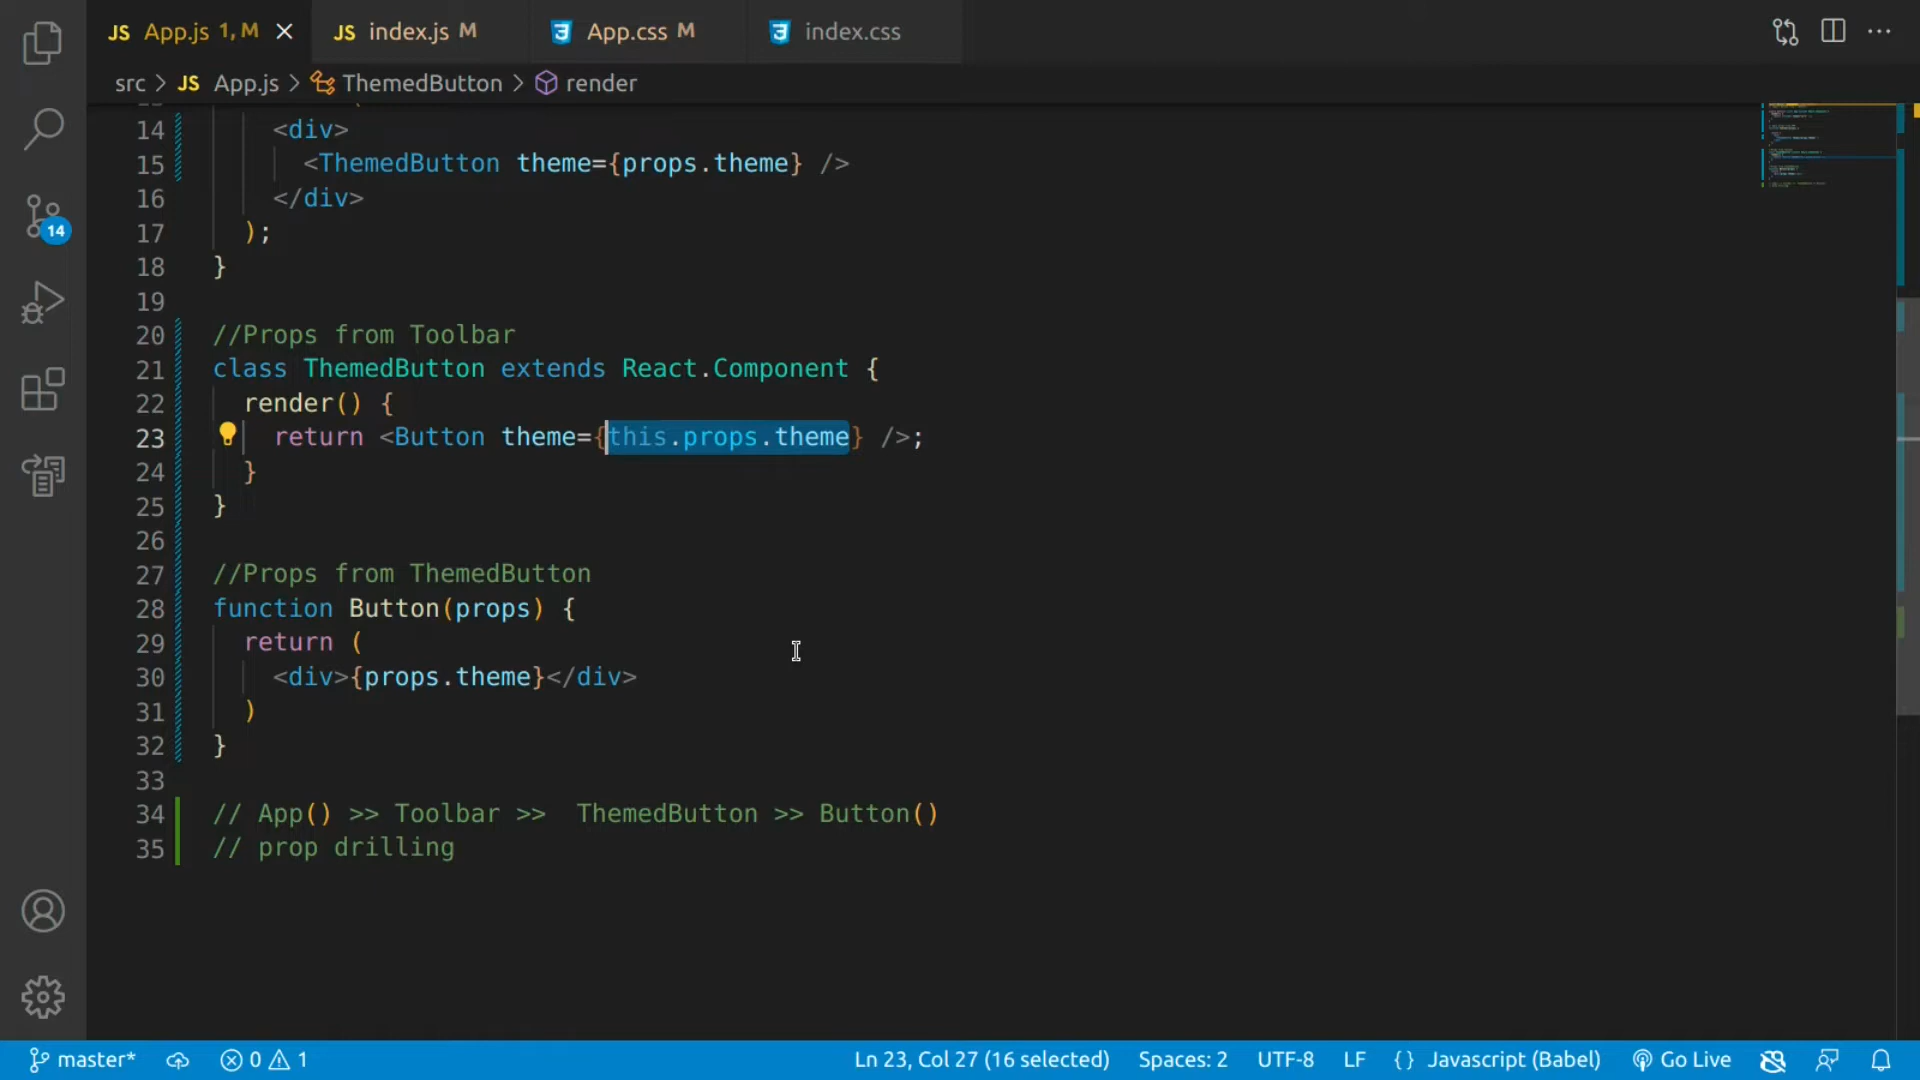 JS App.js 1, M
JS index.js M
App.css M
index.css
src > JS App.js > ThemedButton > render
14 <div>
15 <ThemedButton theme={props.theme} />
16 </div>
17 );
18 }
19
20 //Props from Toolbar
21 class ThemedButton extends React.Component {
22 render() {
23 return <Button theme={this.props.theme} />;
24 }
25 }
26
27 //Props from ThemedButton
28 function Button(props) {
29 return (
30 <div>{props.theme}</div>
31 )
32 }
33
34 // App() >> Toolbar >>  ThemedButton >> Button()
35 // prop drilling
14
master* 0 1 Ln 23, Col 27 (16 selected) Spaces: 2 UTF-8 LF { } Javascript (Babel) Go Live